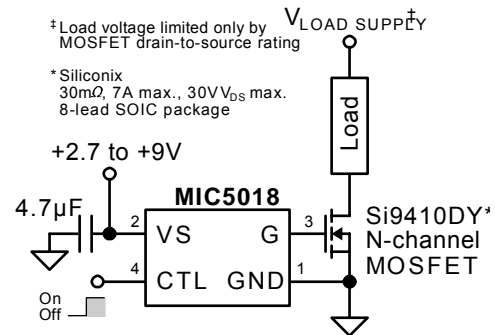 ‡Load voltage limited only by
MOSFET drain-to-source rating
VLOAD SUPPLY‡
*Siliconix
30mΩ, 7A max., 30V VDS max.
8-lead SOIC package
Load
+2.7 to +9V
MIC5018
4.7µF
2
VS
G
3
Si9410DY*
N-channel
MOSFET
4
CTL
GND
1
On
Off